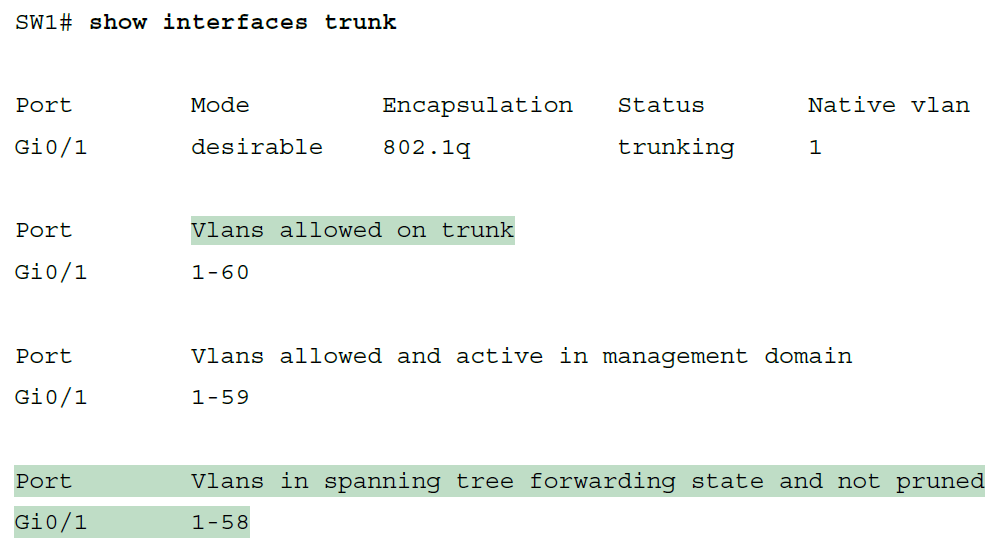 SW1# show interfaces trunk
Port Mode Encapsulation Status Native vlan
Gi0/1 desirable 802.1q trunking 1
Port Vlans allowed on trunk
Gi0/1 1-60
Port Vlans allowed and active in management domain
Gi0/1 1-59
Port Vlans in spanning tree forwarding state and not pruned
Gi0/1 1-58